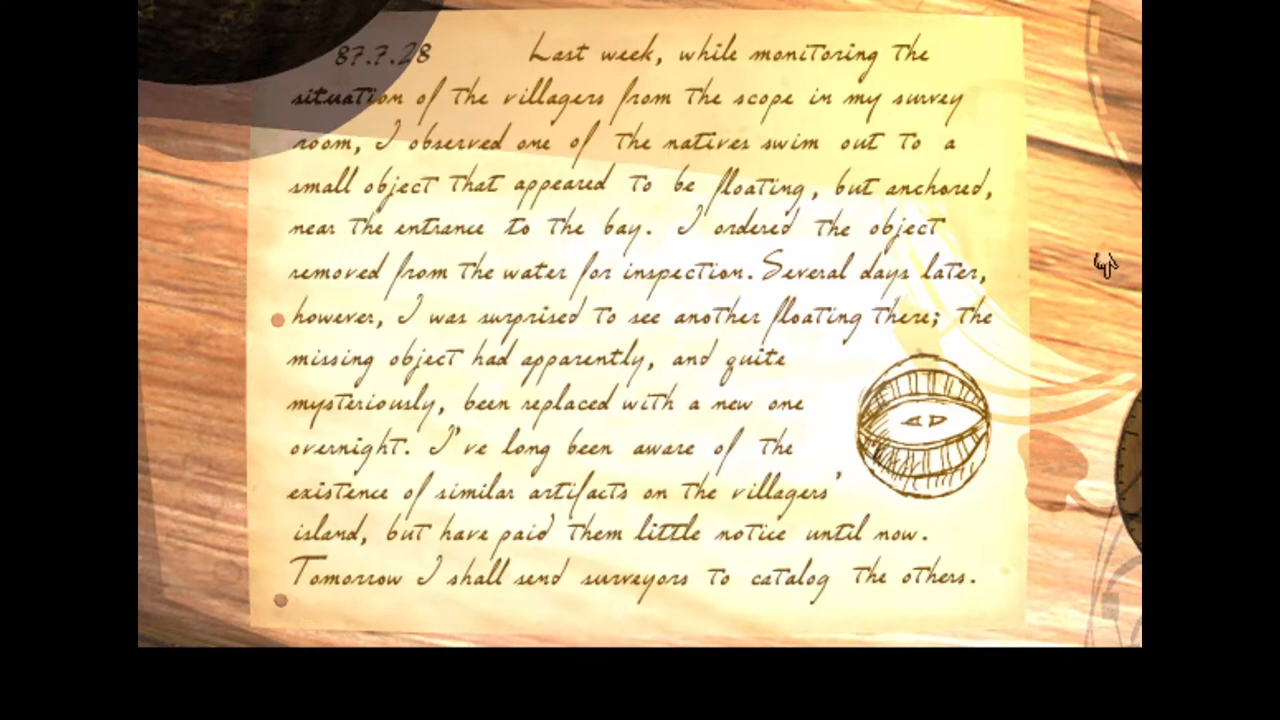 87.7.28 Last week, while monitoring the
situation of the villagers from the scope in my survey
room, I observed one of the natives swim out to a
small object that appeared to be floating, but anchored,
near the entrance to the bay. I ordered the object
removed from the water for inspection. Several days later,
however, I was surprised to see another floating there; the
missing object had apparently, and quite
mysteriously, been replaced with a new one
overnight. I've long been aware of the
existence of similar artifacts on the villagers'
island, but have paid them little notice until now.
Tomorrow I shall send surveyors to catalog the others.